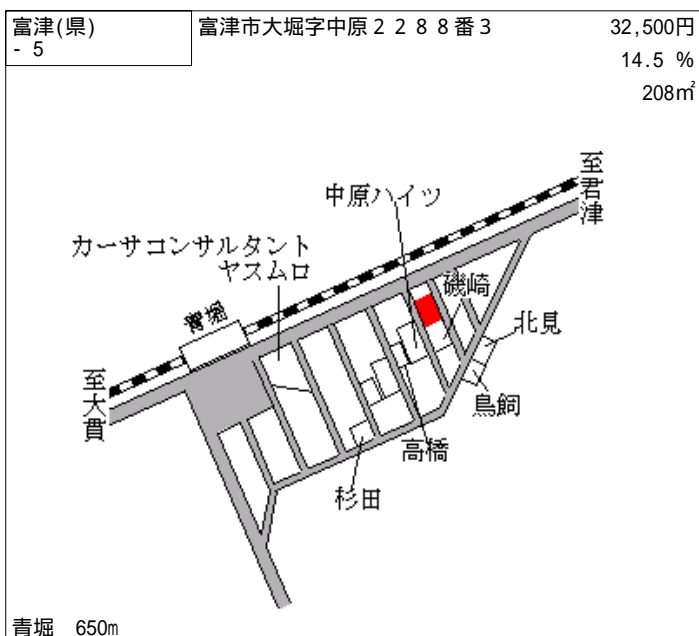 富津(県)
- 5
富津市大堀字中原２２８８番３
32,500円
14.5 %
208㎡
至君津
中原ハイツ
カーサコンサルタント
ヤスムロ
磯崎
青堀
北見
至大貫
鳥飼
高橋
杉田
青堀 650m